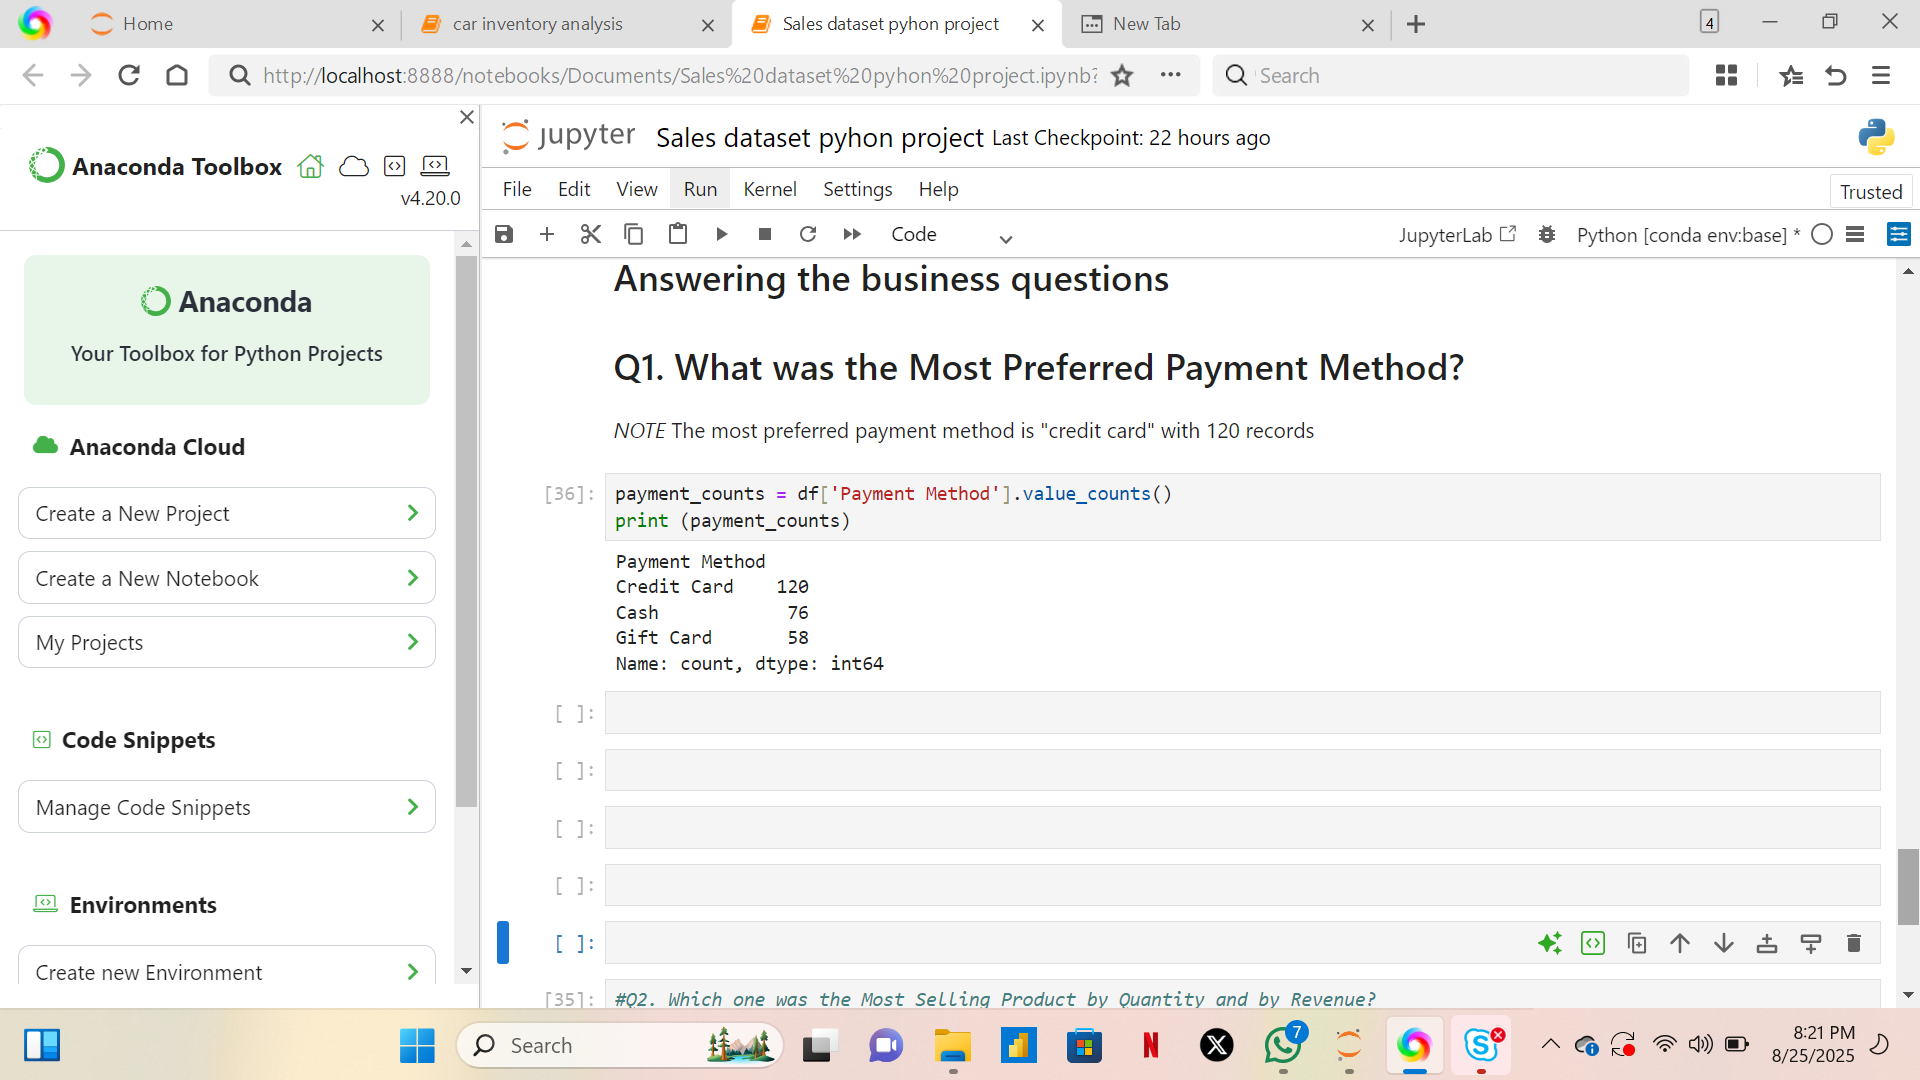 Home
car inventory analysis
Sales dataset pyhon project
New Tab
4
http://localhost:8888/notebooks/Documents/Sales%20dataset%20pyhon%20project.ipynb?
Search
Anaconda Toolbox
v4.20.0
Anaconda
Your Toolbox for Python Projects
Anaconda Cloud
Create a New Project
Create a New Notebook
My Projects
Code Snippets
Manage Code Snippets
Environments
Create new Environment
jupyter Sales dataset pyhon project Last Checkpoint: 22 hours ago
File Edit View Run Kernel Settings Help
Trusted
Code
JupyterLab
Python [conda env:base] *
Answering the business questions
Q1. What was the Most Preferred Payment Method?
NOTE The most preferred payment method is "credit card" with 120 records
[36]: payment_counts = df['Payment Method'].value_counts()
print (payment_counts)
Payment Method
Credit Card    120
Cash            76
Gift Card       58
Name: count, dtype: int64
[ ]:
[ ]:
[ ]:
[ ]:
[ ]:
[35]: #Q2. Which one was the Most Selling Product by Quantity and by Revenue?
Search
N
X
7
8:21 PM
8/25/2025